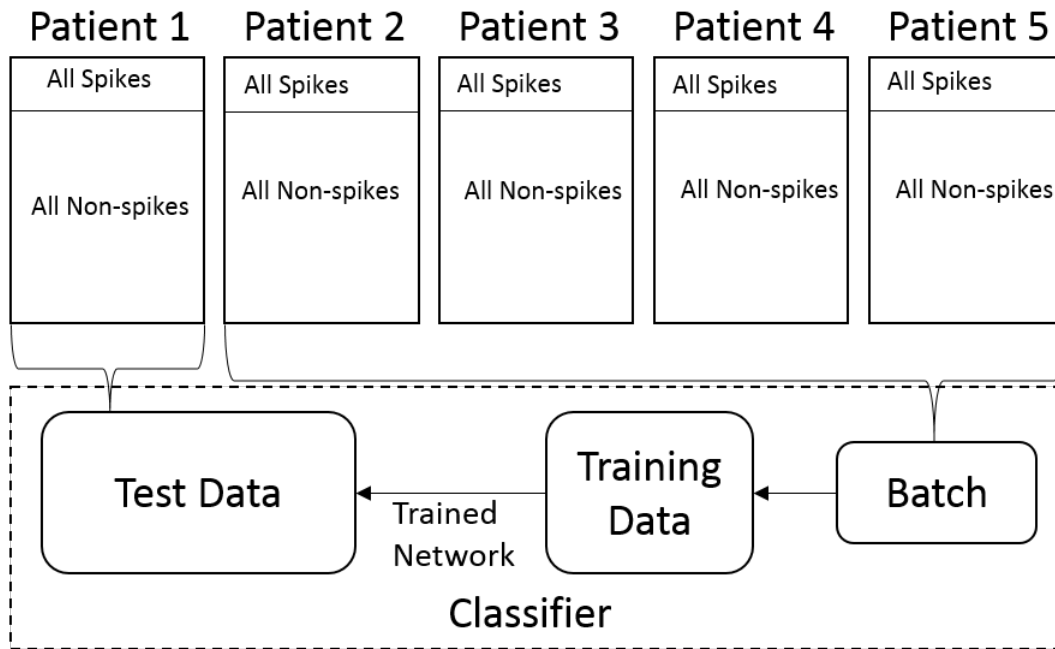 Patient 1 Patient 2 Patient 3 Patient 4 Patient 5
All Spikes All Spikes All Spikes All Spikes All Spikes
All Non-spikes All Non-spikes All Non-spikes All Non-spikes All Non-spikes
Test Data
Trained
Network
Training
Data
Batch
Classifier